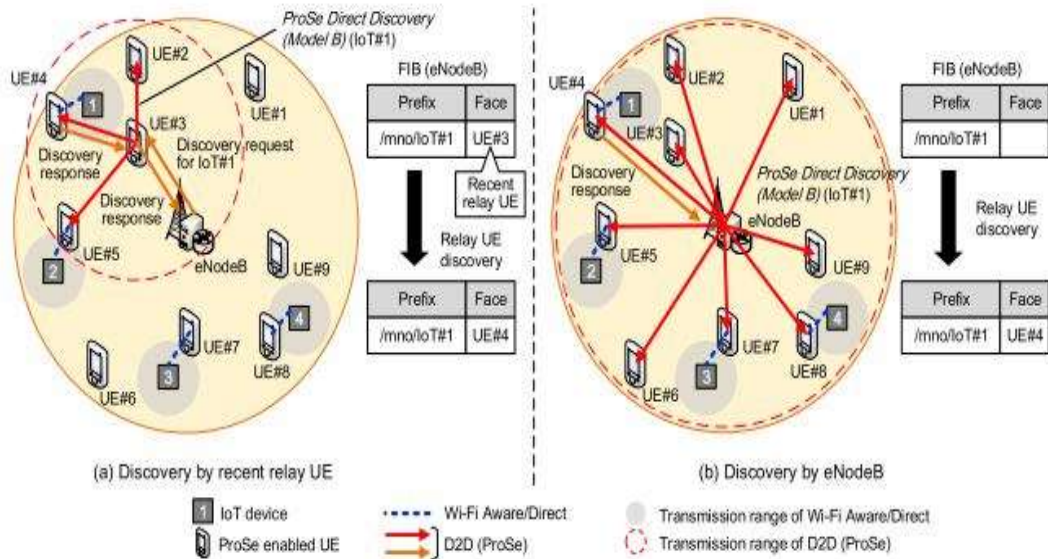 ProSe Direct Discovery
(Model B) (IoT#1)
UE#2
UE#4
UE#1
1
UE#3
Discovery request
for IoT#1
Discovery
response
Discovery
response
UE#5
2
eNodeB
UE#9
4
UE#7
UE#8
3
UE#6
FIB (eNodeB)
Prefix Face
/mno/IoT#1 UE#3
Recent
relay UE
Relay UE
discovery
Prefix Face
/mno/IoT#1 UE#4
(a) Discovery by recent relay UE
UE#4
UE#2
1
UE#1
UE#3
Discovery
response
ProSe Direct Discovery
(Model B) (IoT#1)
eNodeB
UE#5
2
UE#9
4
UE#7
UE#8
3
UE#6
FIB (eNodeB)
Prefix Face
/mno/IoT#1
Relay UE
discovery
Prefix Face
/mno/IoT#1 UE#4
(b) Discovery by eNodeB
1 IoT device
ProSe enabled UE
Wi-Fi Aware/Direct
D2D (ProSe)
Transmission range of Wi-Fi Aware/Direct
Transmission range of D2D (ProSe)